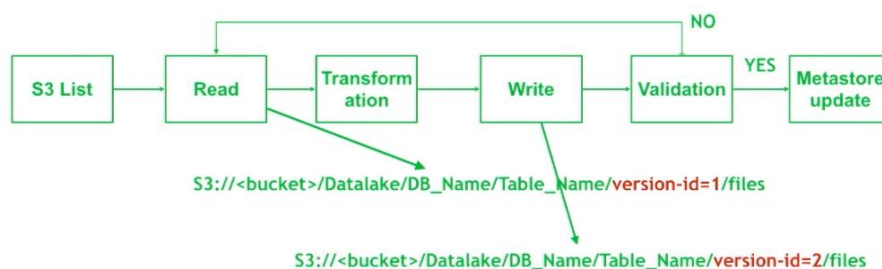 NO
S3 List
Read
Transform
ation
Write
Validation
YES
Metastore
update
S3://<bucket>/Datalake/DB_Name/Table_Name/version-id=1/files
S3://<bucket>/Datalake/DB_Name/Table_Name/version-id=2/files